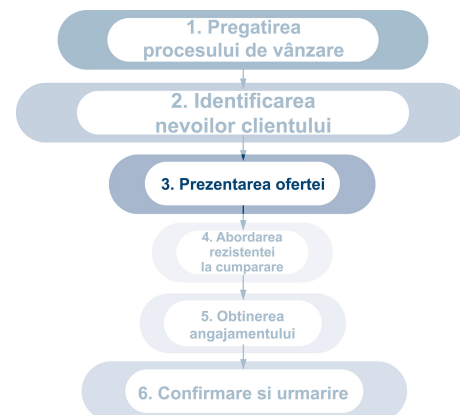 1. Pregatirea
procesului de vânzare
2. Identificarea
nevoilor clientului
3. Prezentarea ofertei
4. Abordarea
rezistentei
la cumparare
5. Obtinerea
angajamentului
6. Confirmare si urmarire